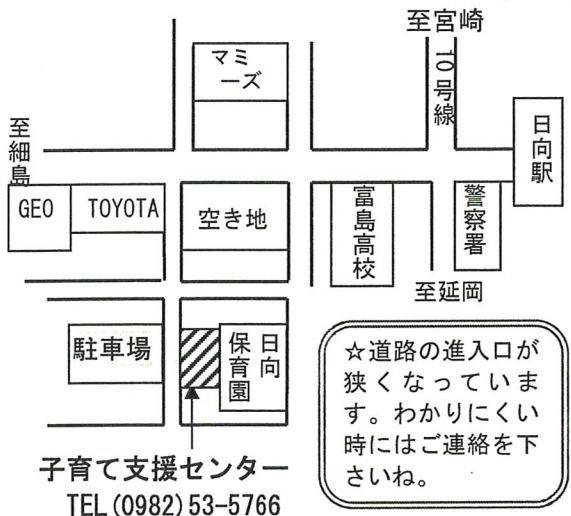 至宮崎
マミ
ーズ
10号線
至細島
日向駅
GEO
TOYOTA
空き地
富島高校
警察署
至延岡
駐車場
日向
保育園
☆道路の進入口が
狭くなっていま
す。わかりにくい
時にはご連絡を下
さいね。
子育て支援センター
TEL(0982)53-5766